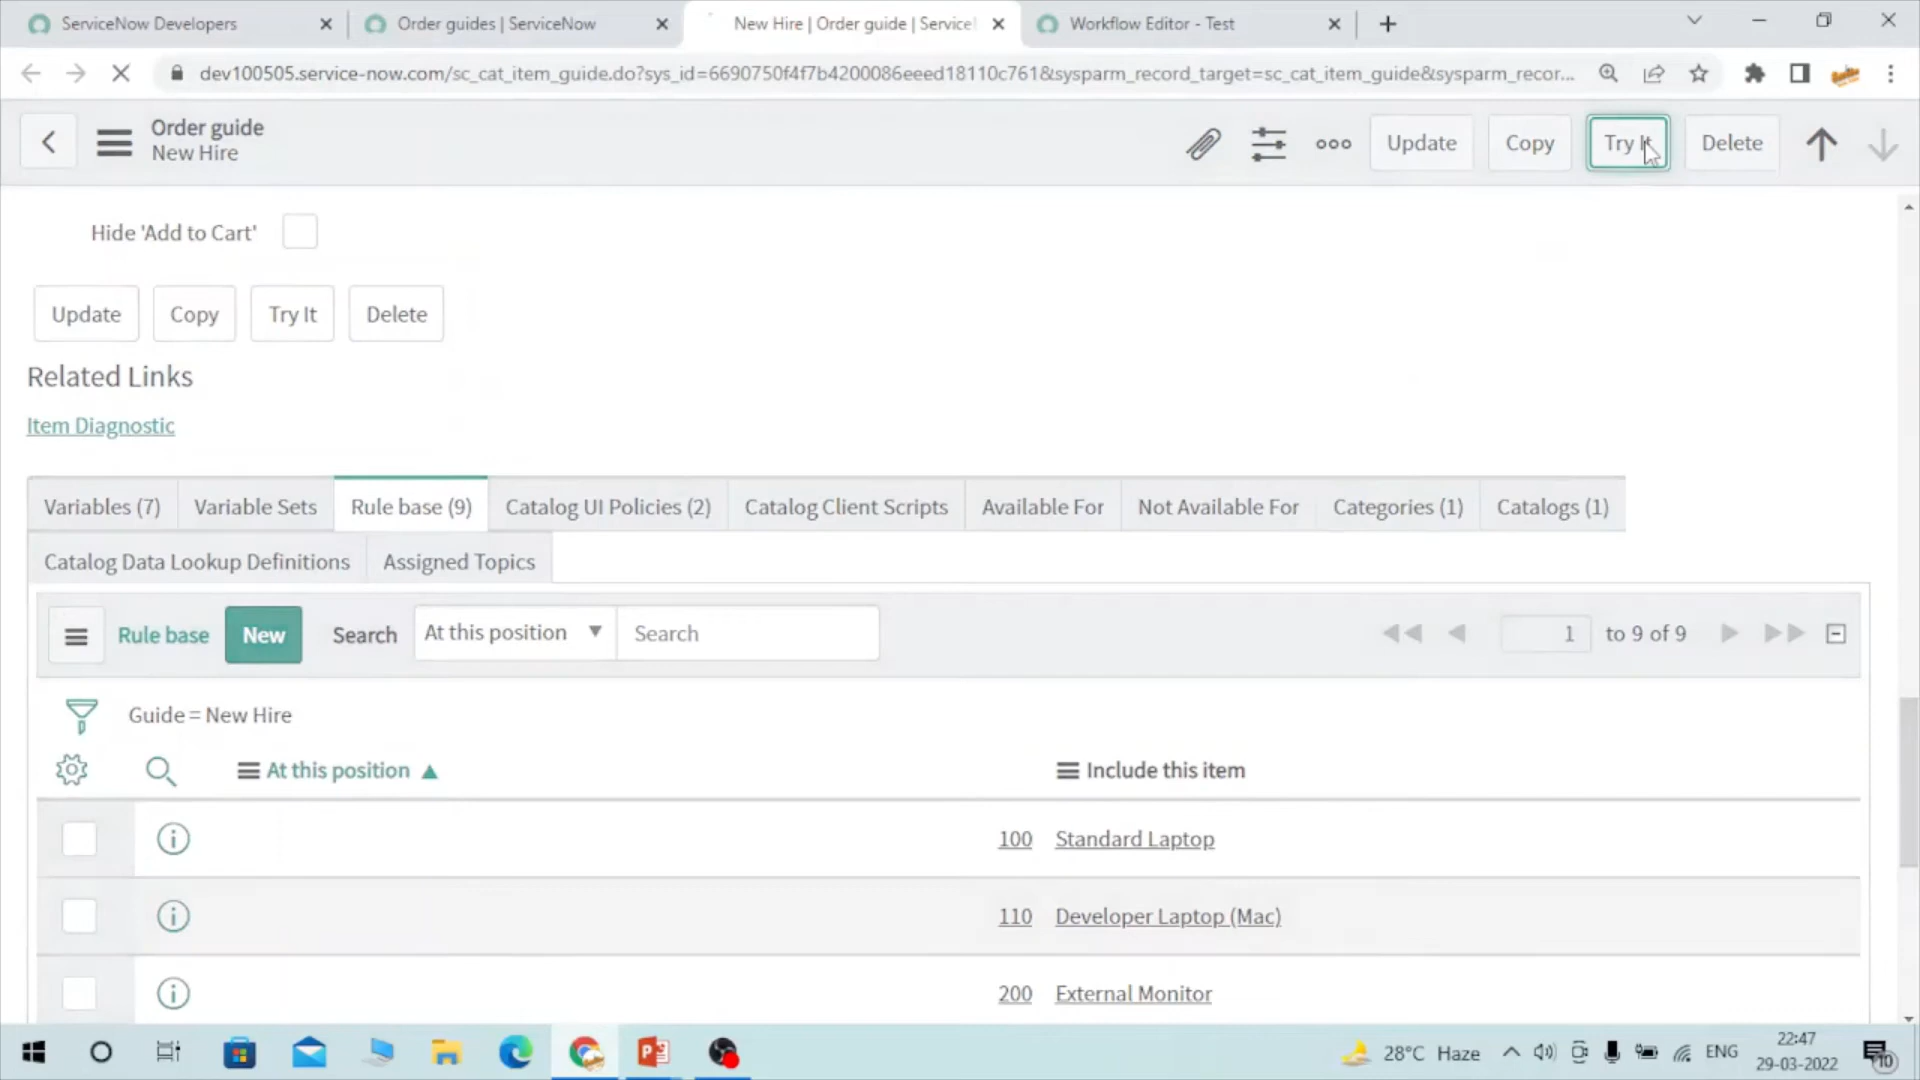 ServiceNow Developers
Order guides | ServiceNow
New Hire | Order guide | Service
Workflow Editor - Test
dev100505.service-now.com/sc_cat_item_guide.do?sys_id=6690750f4f7b4200086eeed18110c761&sysparm_record_target=sc_cat_item_guide&sysparm_recor...
Order guide
New Hire
Update
Copy
Try It
Delete
Hide 'Add to Cart'
Update
Copy
Try It
Delete
Related Links
Item Diagnostic
Variables (7)
Variable Sets
Rule base (9)
Catalog UI Policies (2)
Catalog Client Scripts
Available For
Not Available For
Categories (1)
Catalogs (1)
Catalog Data Lookup Definitions
Assigned Topics
Rule base
New
Search
At this position
Search
1 to 9 of 9
Guide = New Hire
At this position
Include this item
100 Standard Laptop
110 Developer Laptop (Mac)
200 External Monitor
28°C Haze
ENG
22:47
29-03-2022
10